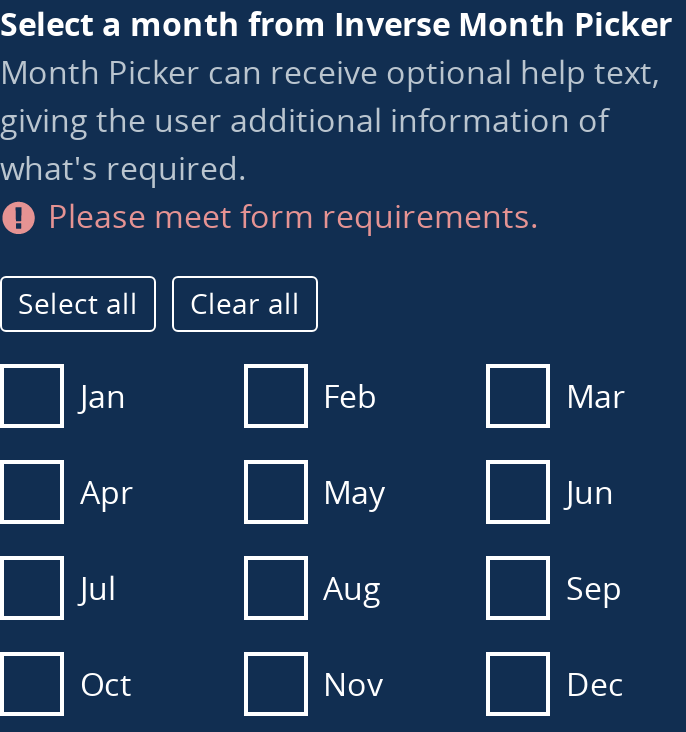 Select a month from Inverse Month Picker
Month Picker can receive optional help text,
giving the user additional information of
what's required.
Please meet form requirements.
Select all Clear all
Jan Feb Mar
Apr May Jun
Jul Aug Sep
Oct Nov Dec